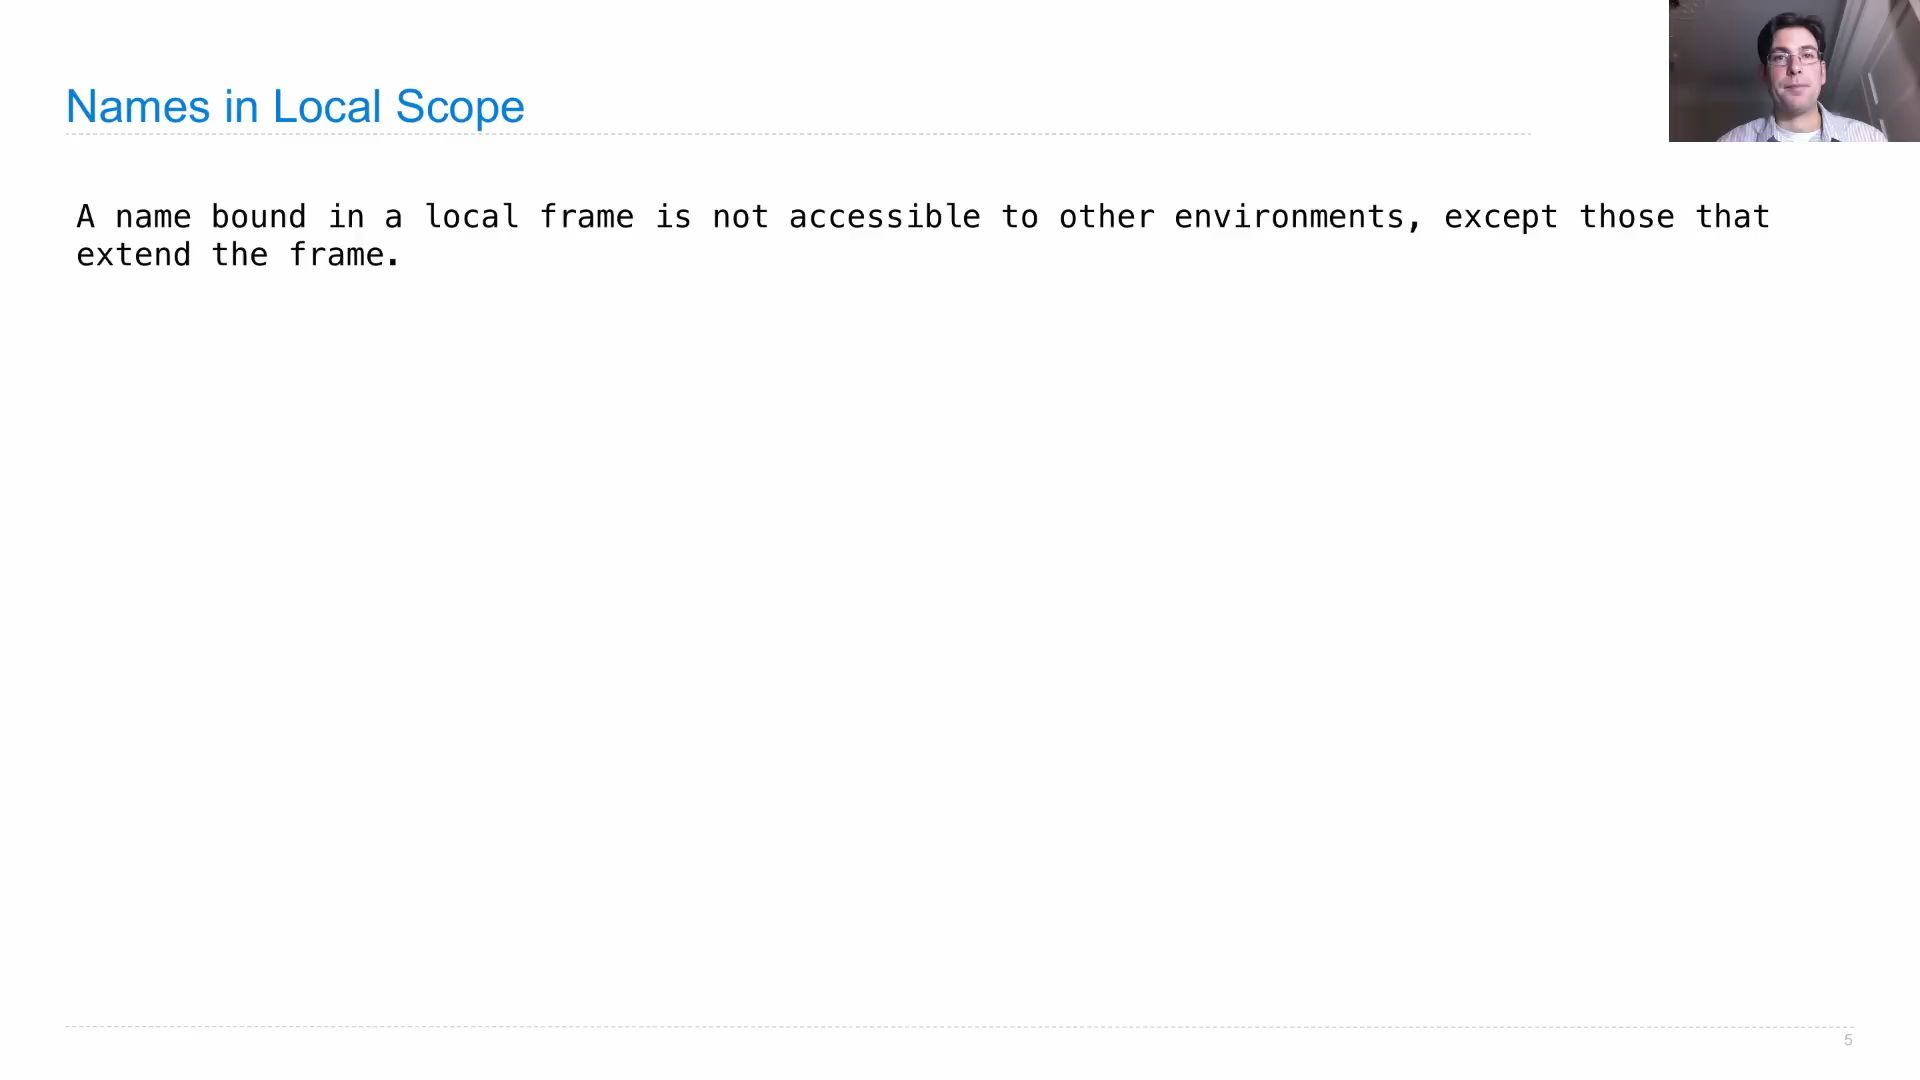 Names in Local Scope
A name bound in a local frame is not accessible to other environments, except those that
extend the frame.
5